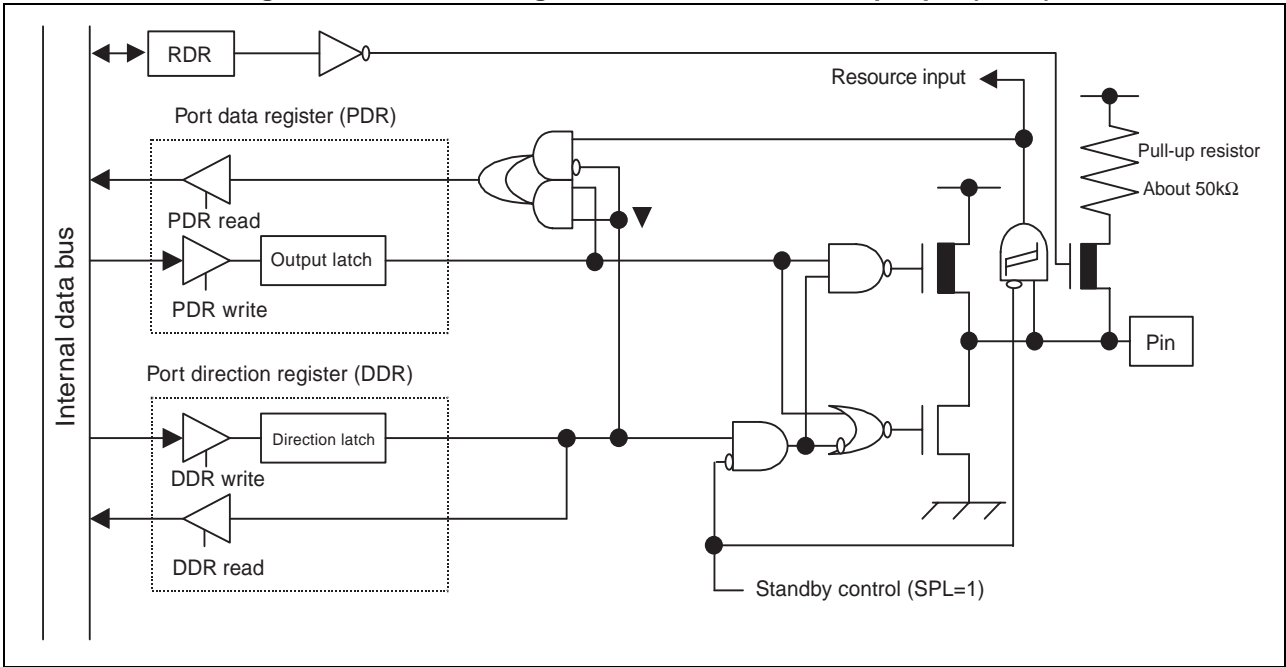 RDR
Resource input
Port data register (PDR)
Pull-up resistor
About 50kΩ
PDR read
Output latch
PDR write
Pin
Internal data bus
Port direction register (DDR)
Direction latch
DDR write
DDR read
Standby control (SPL=1)